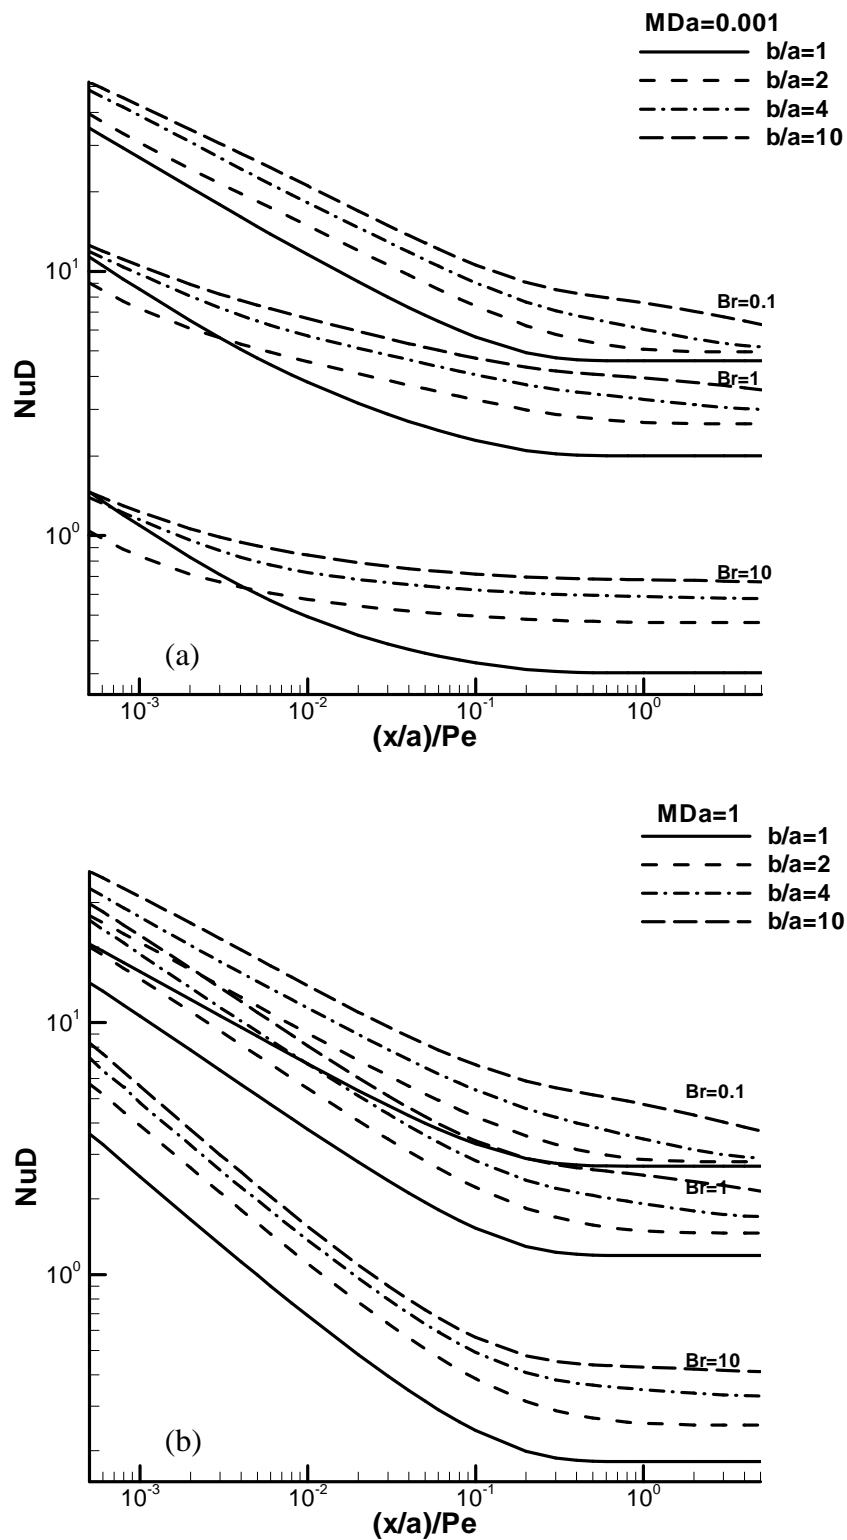 MDa=0.001
b/a=1
b/a=2
b/a=4
b/a=10
10¹
10⁰
NuD
Br=0.1
Br=1
Br=10
(a)
10⁻³
10⁻²
10⁻¹
10⁰
(x/a)/Pe
MDa=1
b/a=1
b/a=2
b/a=4
b/a=10
10¹
10⁰
NuD
Br=0.1
Br=1
Br=10
(b)
10⁻³
10⁻²
10⁻¹
10⁰
(x/a)/Pe